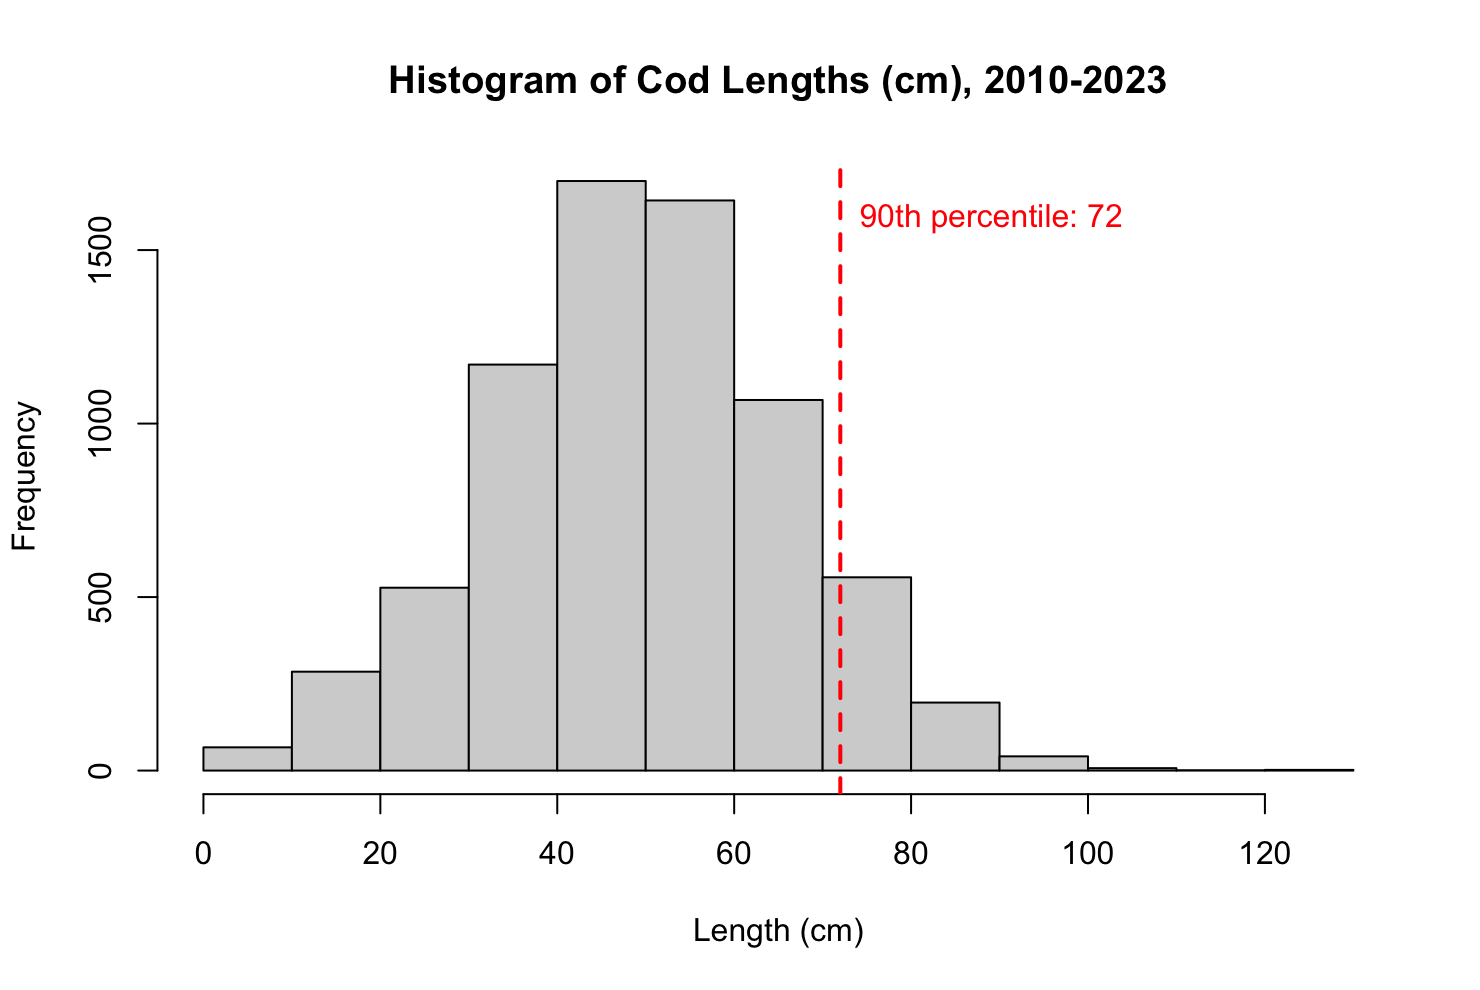 Histogram of Cod Lengths (cm), 2010-2023
90th percentile: 72
Frequency
1500
1000
500
0
0 20 40 60 80 100 120
Length (cm)